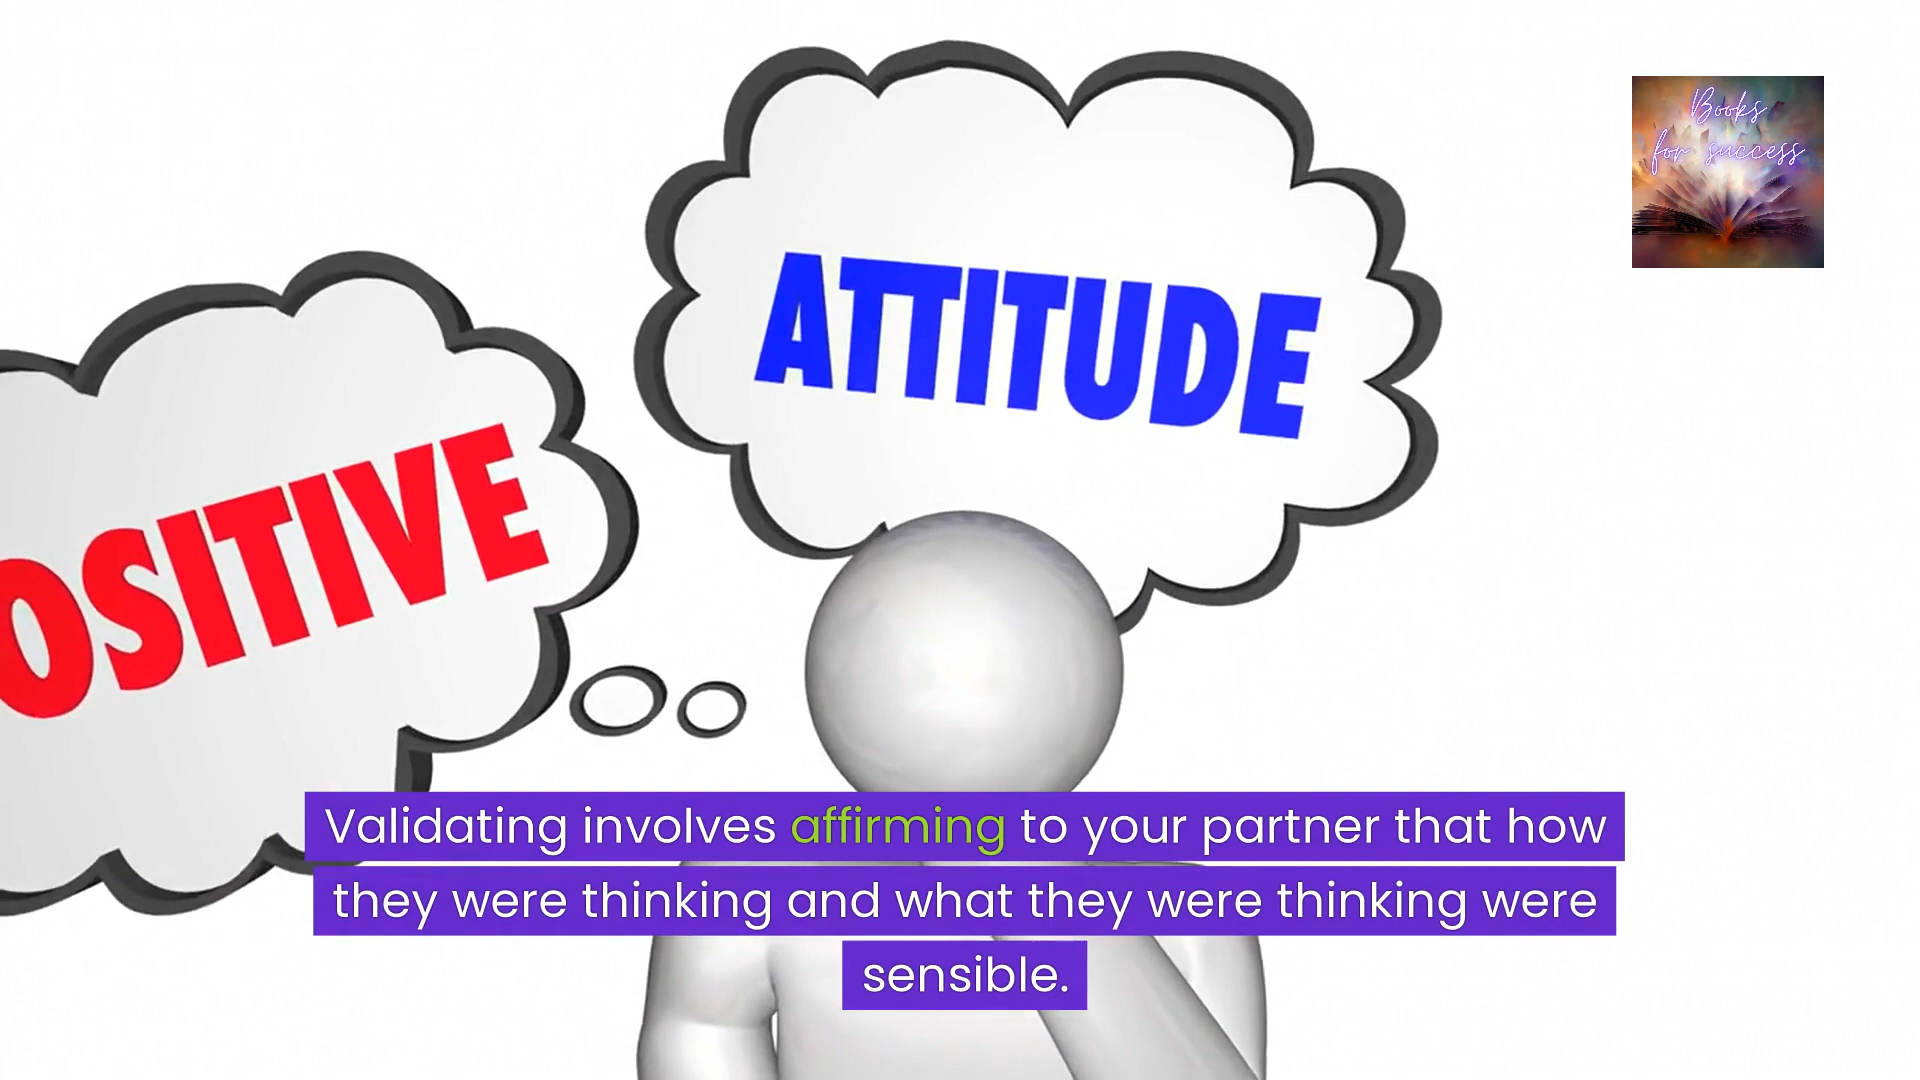 Books
for success
ATTITUDE
OSITIVE
Validating involves affirming to your partner that how
they were thinking and what they were thinking were
sensible.